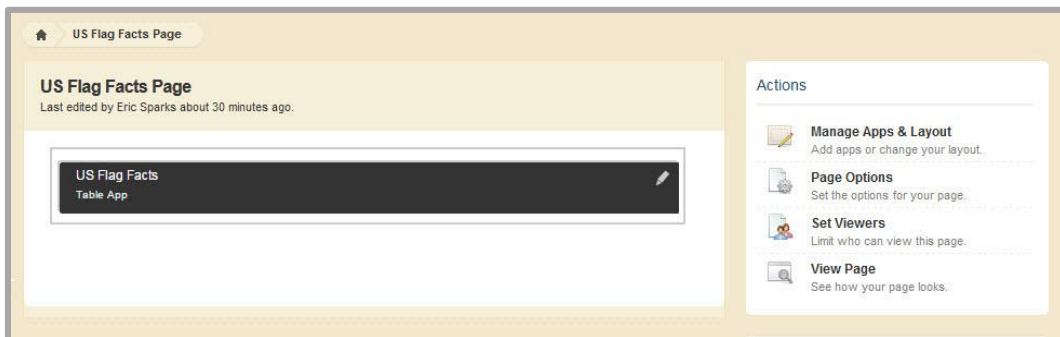 US Flag Facts Page
US Flag Facts Page
Last edited by Eric Sparks about 30 minutes ago.
US Flag Facts
Table App
Actions
Manage Apps & Layout
Add apps or change your layout.
Page Options
Set the options for your page.
Set Viewers
Limit who can view this page.
View Page
See how your page looks.